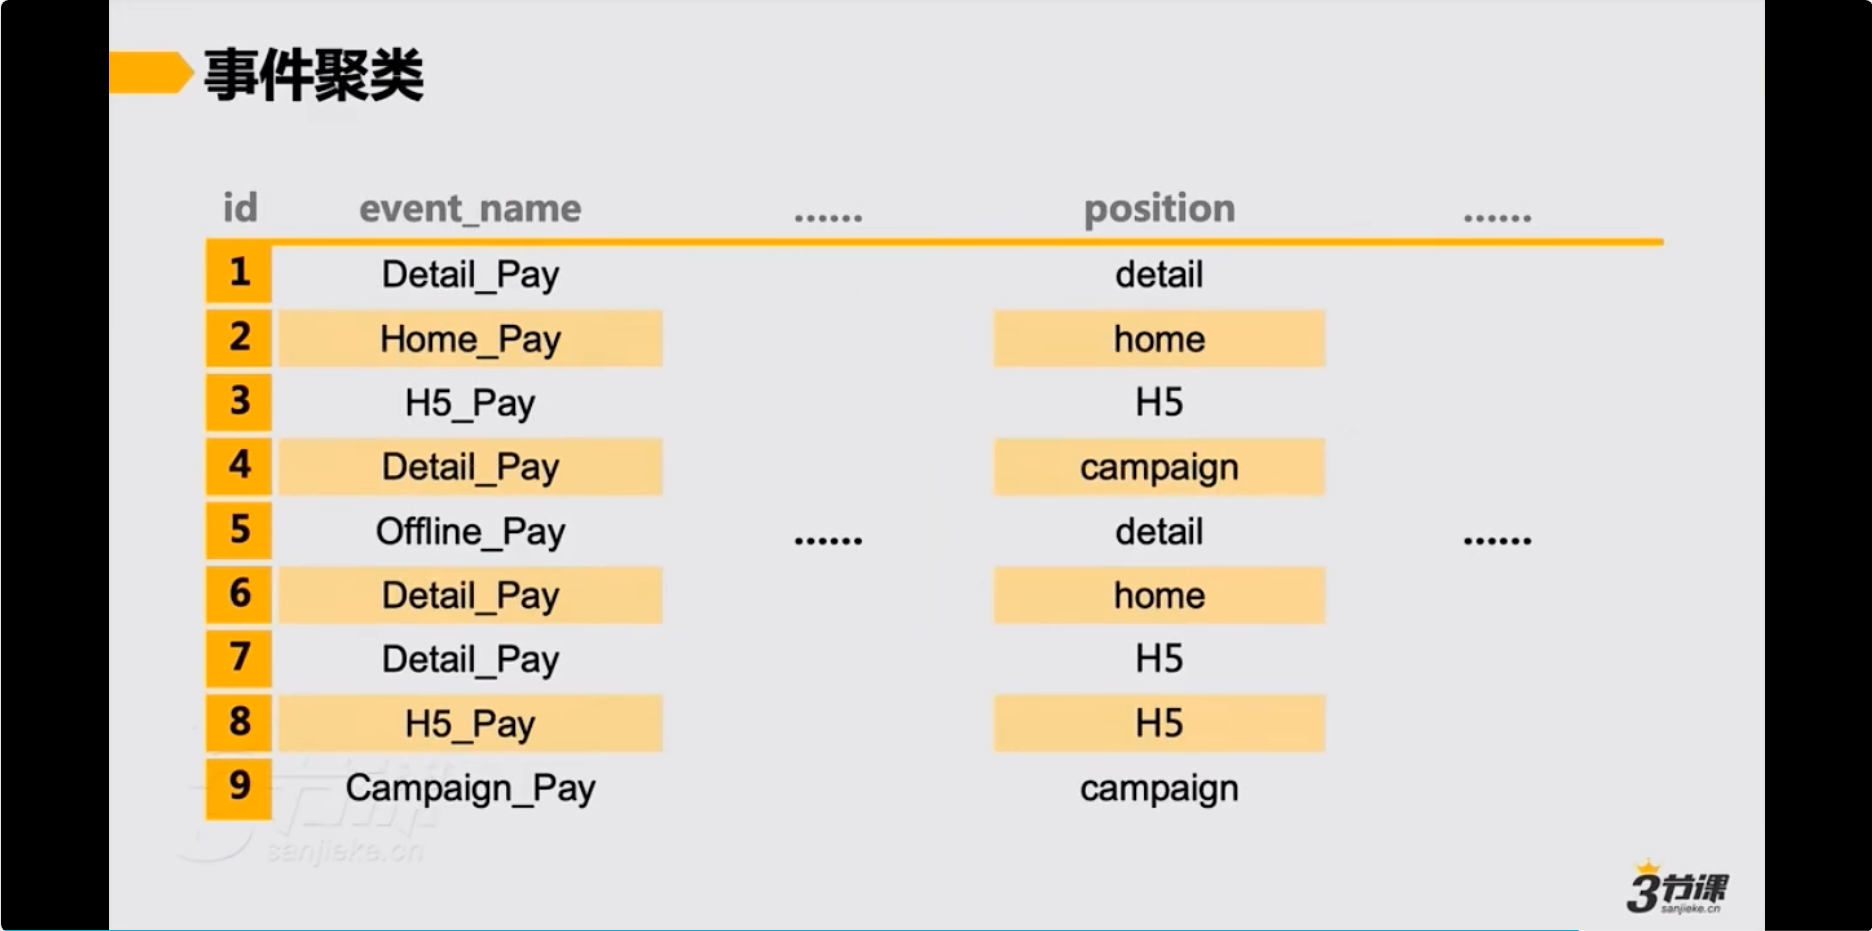 事件聚类
id event_name ...... position ......
1 Detail_Pay detail
2 Home_Pay home
3 H5_Pay H5
4 Detail_Pay campaign
5 Offline_Pay ...... detail ......
6 Detail_Pay home
7 Detail_Pay H5
8 H5_Pay H5
9 Campaign_Pay campaign
3节课
sanjieke.cn
3节课
sanjieke.cn